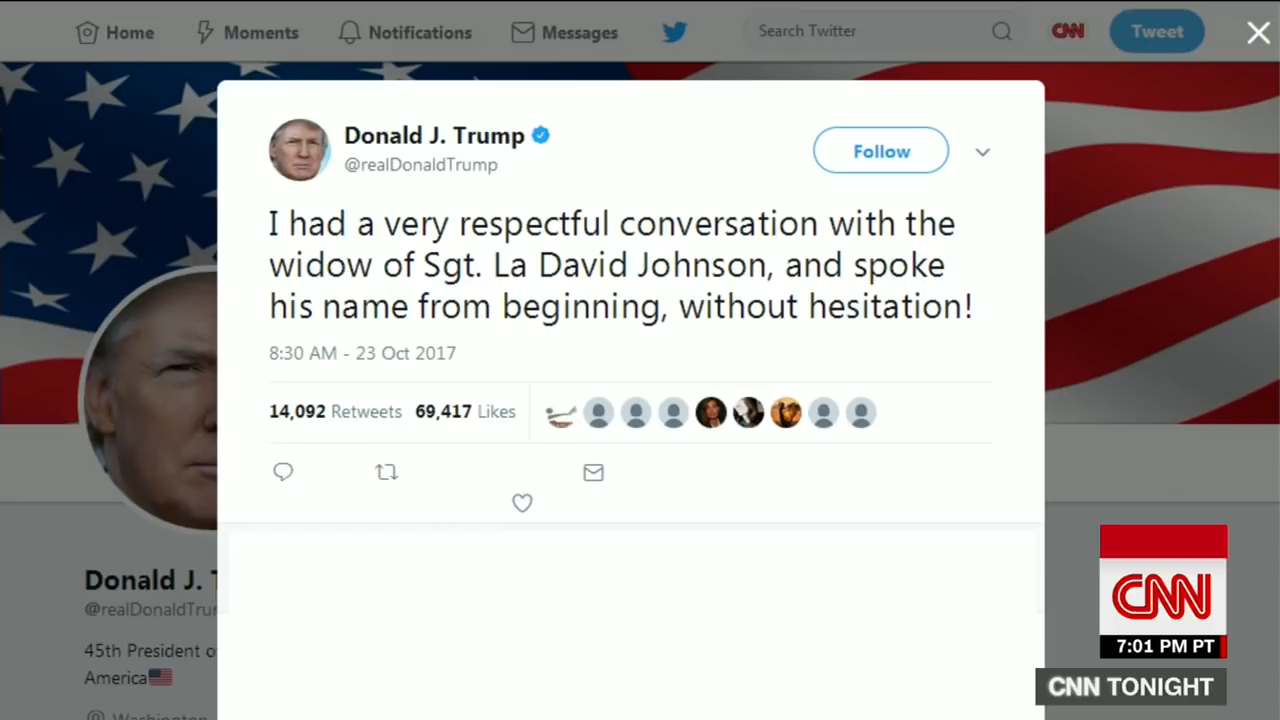 Home Moments Notifications Messages Search Twitter CNN Tweet
Donald J. Trump
@realDonaldTrump
Follow
I had a very respectful conversation with the
widow of Sgt. La David Johnson, and spoke
his name from beginning, without hesitation!
8:30 AM - 23 Oct 2017
14,092 Retweets 69,417 Likes
Donald J. T
@realDonaldTru
45th President o
America
Washington
CNN
7:01 PM PT
CNN TONIGHT